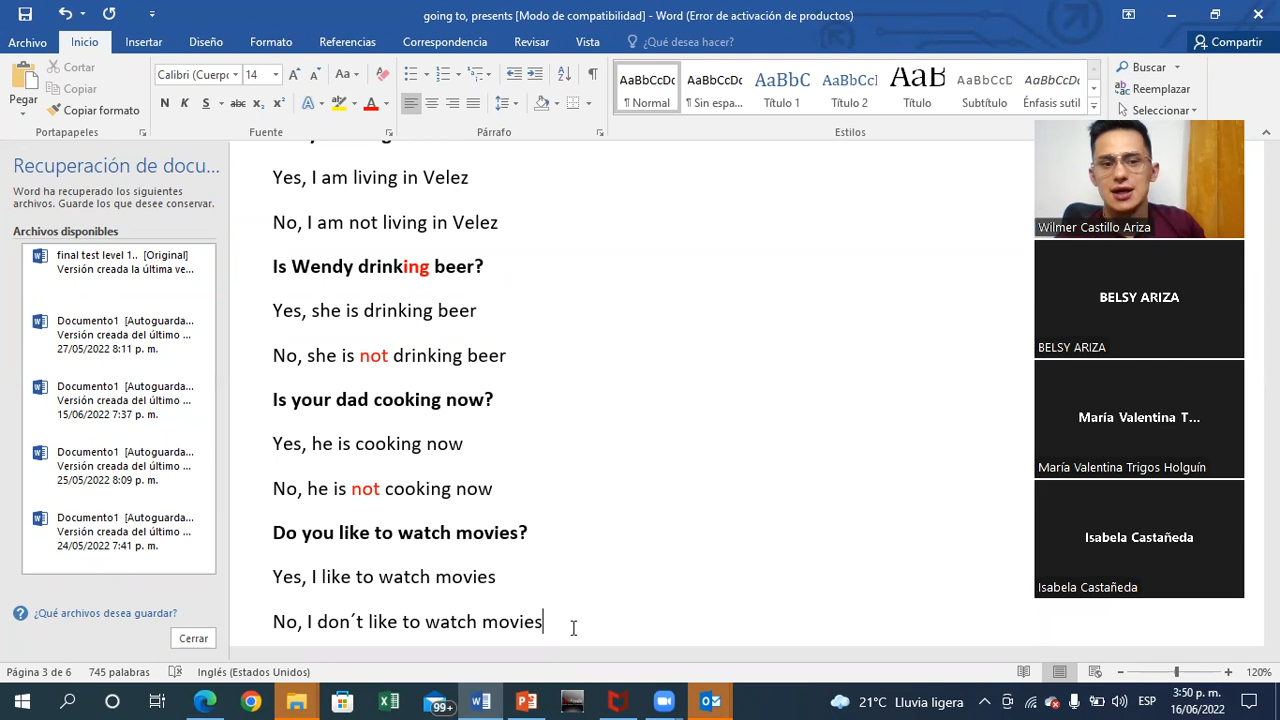 going to, presents [Modo de compatibilidad] - Word (Error de activación de productos)
Archivo Inicio Insertar Diseño Formato Referencias Correspondencia Revisar Vista ¿Qué desea hacer? Compartir
Pegar
Cortar
Copiar
Copiar formato
Portapapeles
Calibri (Cuerpo 14
N K S abc x₂ x²
Fuente
Párrafo
AaBbCcDc AaBbCcDc AaBbC AaBbCcI AaB AaBbCcD AaBbCcDc
¶ Normal ¶ Sin espa... Título 1 Título 2 Título Subtítulo Énfasis sutil
Estilos
Buscar
Reemplazar
Seleccionar
Recuperación de docu...
Word ha recuperado los siguientes
archivos. Guarde los que desee conservar.
Archivos disponibles
final test level 1.. [Original]
Versión creada la última ve...
Documento1 [Autoguarda...
Versión creada del último ...
27/05/2022 8:11 p. m.
Documento1 [Autoguarda...
Versión creada del último ...
15/06/2022 7:37 p. m.
Documento1 [Autoguarda...
Versión creada del último ...
25/05/2022 8:09 p. m.
Documento1 [Autoguarda...
Versión creada del último ...
24/05/2022 7:41 p. m.
¿Qué archivos desea guardar?
Cerrar
Yes, I am living in Velez
No, I am not living in Velez
Is Wendy drinking beer?
Yes, she is drinking beer
No, she is not drinking beer
Is your dad cooking now?
Yes, he is cooking now
No, he is not cooking now
Do you like to watch movies?
Yes, I like to watch movies
No, I don´t like to watch movies
Wilmer Castillo Ariza
BELSY ARIZA
BELSY ARIZA
María Valentina T...
María Valentina Trigos Holguín
Isabela Castañeda
Isabela Castañeda
Página 3 de 6 745 palabras Inglés (Estados Unidos) 120%
99+ 21°C Lluvia ligera ESP 3:50 p. m.
16/06/2022